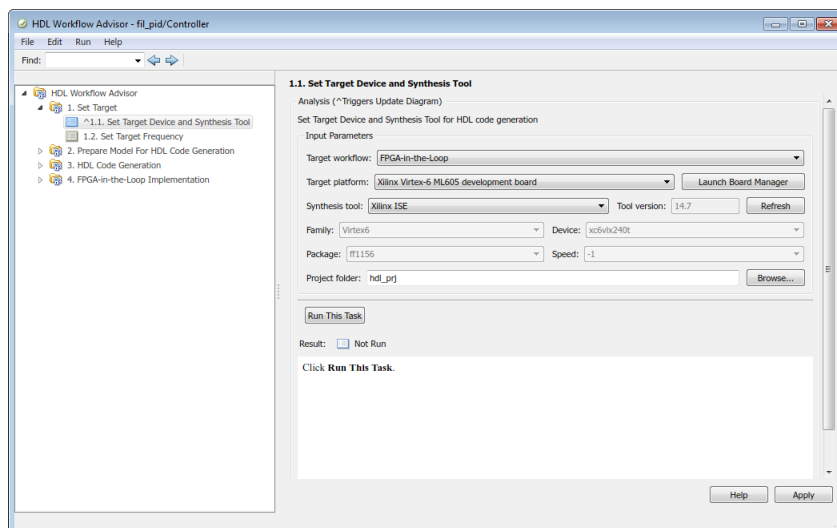 HDL Workflow Advisor - fil_pid/Controller
File Edit Run Help
Find:
HDL Workflow Advisor
1. Set Target
^1.1. Set Target Device and Synthesis Tool
1.2. Set Target Frequency
2. Prepare Model For HDL Code Generation
3. HDL Code Generation
4. FPGA-in-the-Loop Implementation
1.1. Set Target Device and Synthesis Tool
Analysis (^Triggers Update Diagram)
Set Target Device and Synthesis Tool for HDL code generation
Input Parameters
Target workflow: FPGA-in-the-Loop
Target platform: Xilinx Virtex-6 ML605 development board Launch Board Manager
Synthesis tool: Xilinx ISE Tool version: 14.7 Refresh
Family: Virtex6 Device: xc6vlx240t
Package: ff1156 Speed: -1
Project folder: hdl_prj Browse...
Run This Task
Result: Not Run
Click Run This Task.
Help Apply